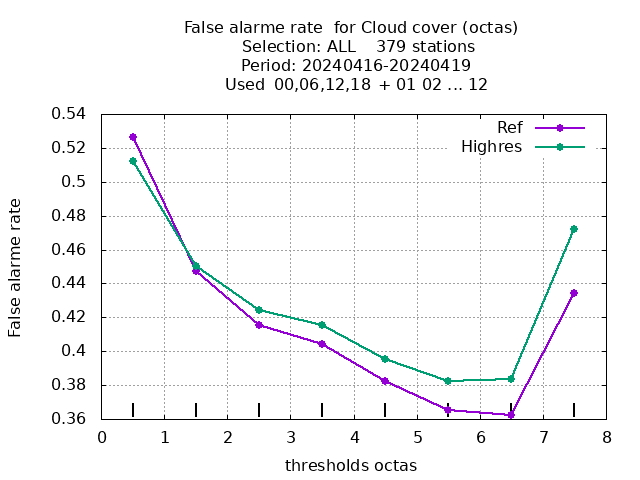 False alarme rate  for Cloud cover (octas)
Selection: ALL    379 stations
Period: 20240416-20240419
Used  00,06,12,18  + 01 02 ... 12
Ref
Highres
0.54
0.52
0.5
0.48
0.46
0.44
0.42
0.4
0.38
0.36
False alarme rate
0 1 2 3 4 5 6 7 8
thresholds octas